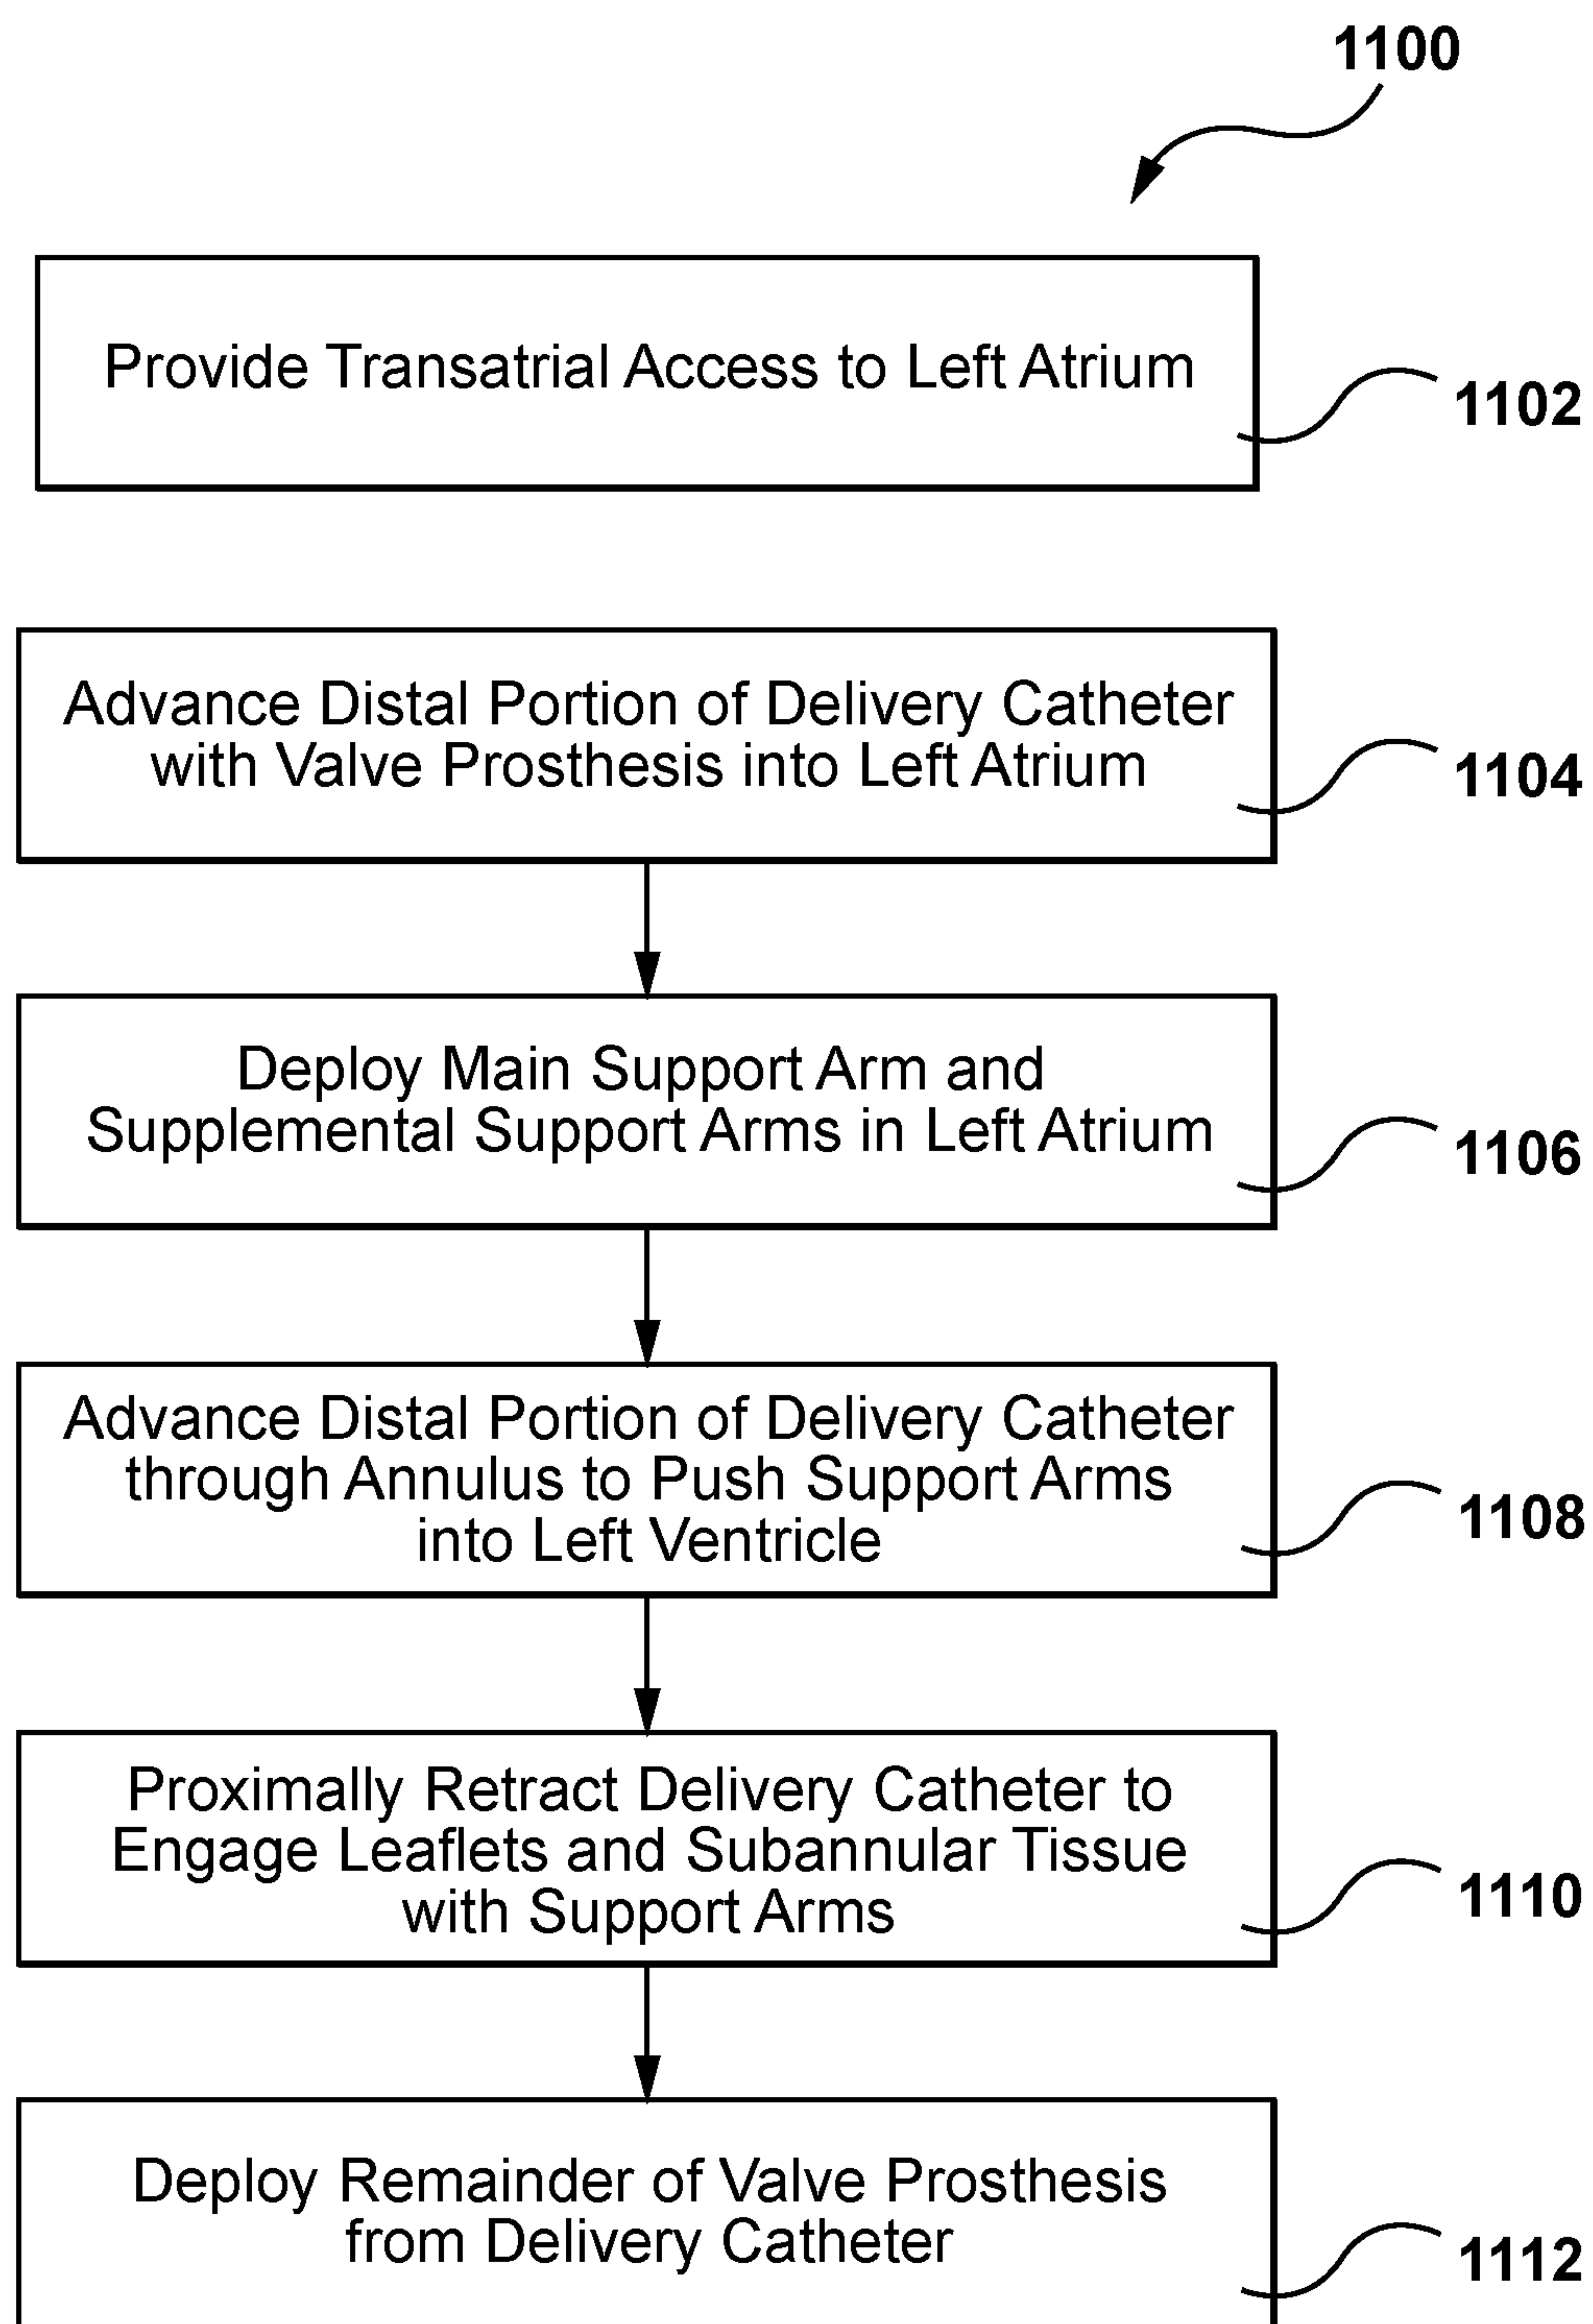 1100
Provide Transatrial Access to Left Atrium
1102
Advance Distal Portion of Delivery Catheter
with Valve Prosthesis into Left Atrium
1104
Deploy Main Support Arm and
Supplemental Support Arms in Left Atrium
1106
Advance Distal Portion of Delivery Catheter
through Annulus to Push Support Arms
into Left Ventricle
1108
Proximally Retract Delivery Catheter to
Engage Leaflets and Subannular Tissue
with Support Arms
1110
Deploy Remainder of Valve Prosthesis
from Delivery Catheter
1112